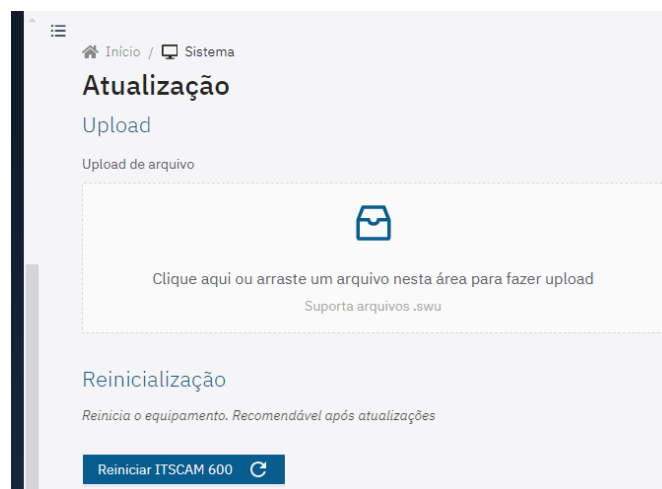 Início / Sistema
Atualização
Upload
Upload de arquivo
Clique aqui ou arraste um arquivo nesta área para fazer upload
Suporta arquivos .swu
Reinicialização
Reinicia o equipamento. Recomendável após atualizações
Reiniciar ITSCAM 600